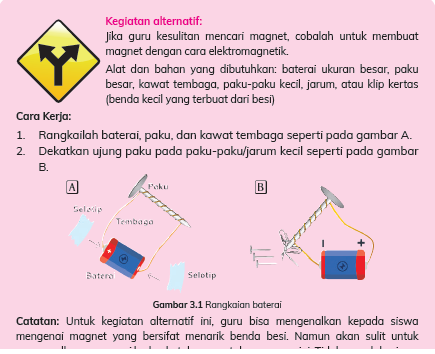 Kegiatan alternatif:
Jika guru kesulitan mencari magnet, cobalah untuk membuat
magnet dengan cara elektromagnetik.
Alat dan bahan yang dibutuhkan: baterai ukuran besar, paku
besar, kawat tembaga, paku-paku kecil, jarum, atau klip kertas
(benda kecil yang terbuat dari besi)
Cara Kerja:
1. Rangkailah baterai, paku, dan kawat tembaga seperti pada gambar A.
2. Dekatkan ujung paku pada paku-paku/jarum kecil seperti pada gambar
B.
A
Paku
Selotip
Tembaga
Batera
Selotip
B
Gambar 3.1 Rangkaian baterai
Catatan: Untuk kegiatan alternatif ini, guru bisa mengenalkan kepada siswa
mengenai magnet yang bersifat menarik benda besi. Namun akan sulit untuk